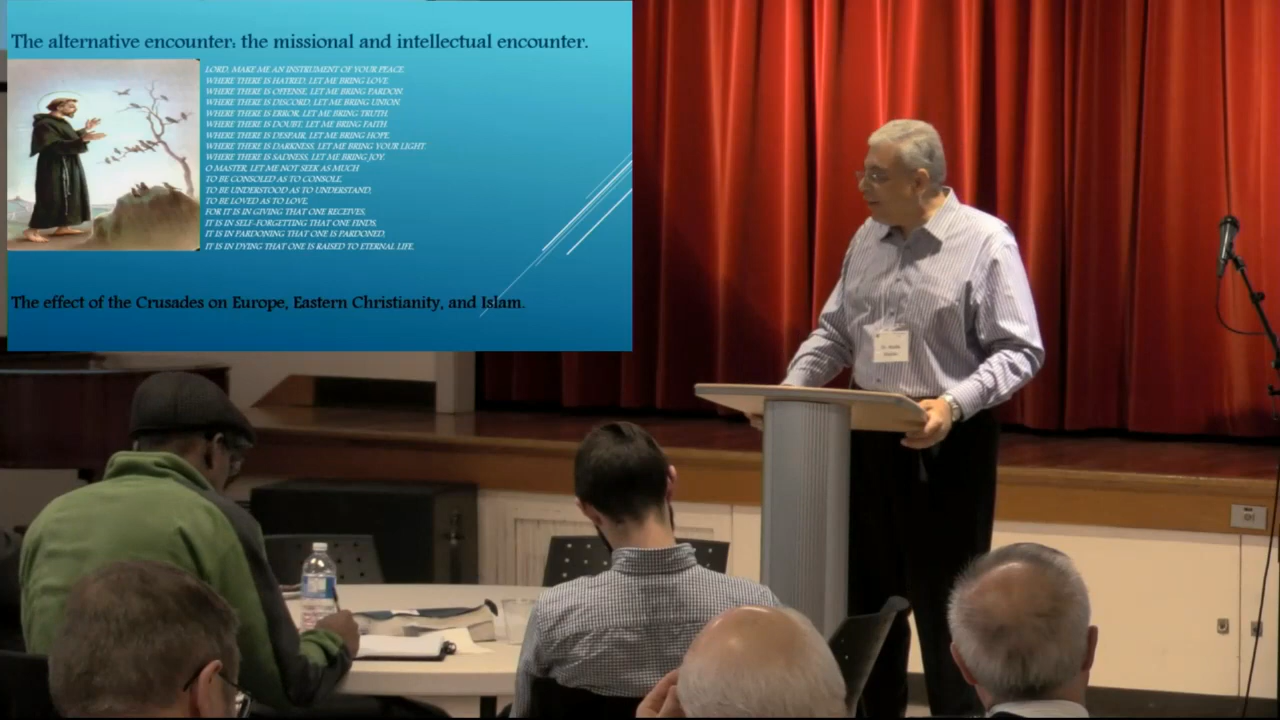 The alternative encounter: the missional and intellectual encounter.
LORD, MAKE ME AN INSTRUMENT OF YOUR PEACE.
WHERE THERE IS HATRED, LET ME BRING LOVE.
WHERE THERE IS OFFENSE, LET ME BRING PARDON.
WHERE THERE IS DISCORD, LET ME BRING UNION.
WHERE THERE IS ERROR, LET ME BRING TRUTH.
WHERE THERE IS DOUBT, LET ME BRING FAITH.
WHERE THERE IS DESPAIR, LET ME BRING HOPE.
WHERE THERE IS DARKNESS, LET ME BRING YOUR LIGHT.
WHERE THERE IS SADNESS, LET ME BRING JOY.
O MASTER, LET ME NOT SEEK AS MUCH
TO BE CONSOLED AS TO CONSOLE,
TO BE UNDERSTOOD AS TO UNDERSTAND,
TO BE LOVED AS TO LOVE,
FOR IT IS IN GIVING THAT ONE RECEIVES,
IT IS IN SELF-FORGETTING THAT ONE FINDS,
IT IS IN PARDONING THAT ONE IS PARDONED,
IT IS IN DYING THAT ONE IS RAISED TO ETERNAL LIFE.
The effect of the Crusades on Europe, Eastern Christianity, and Islam.